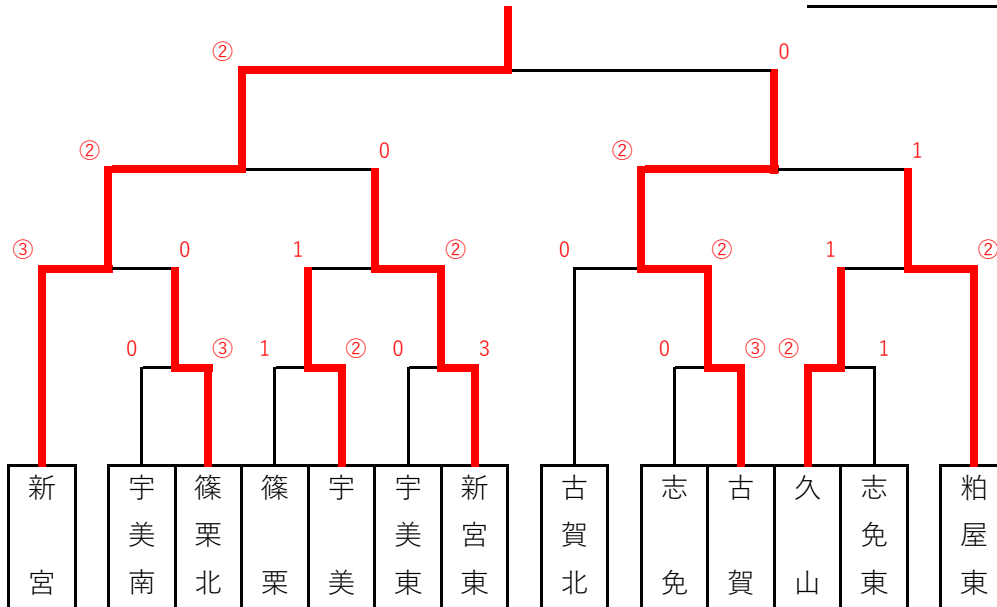 ② 0
② 0 ② 1
③ 0 1 ② 0 ② 1 ②
0 ③ 1 ② 0 3 0 ③ ② 1
新宮
宇美南
篠栗北
篠栗
宇美
宇美東
新宮東
古賀北
志免
古賀
久山
志免東
粕屋東